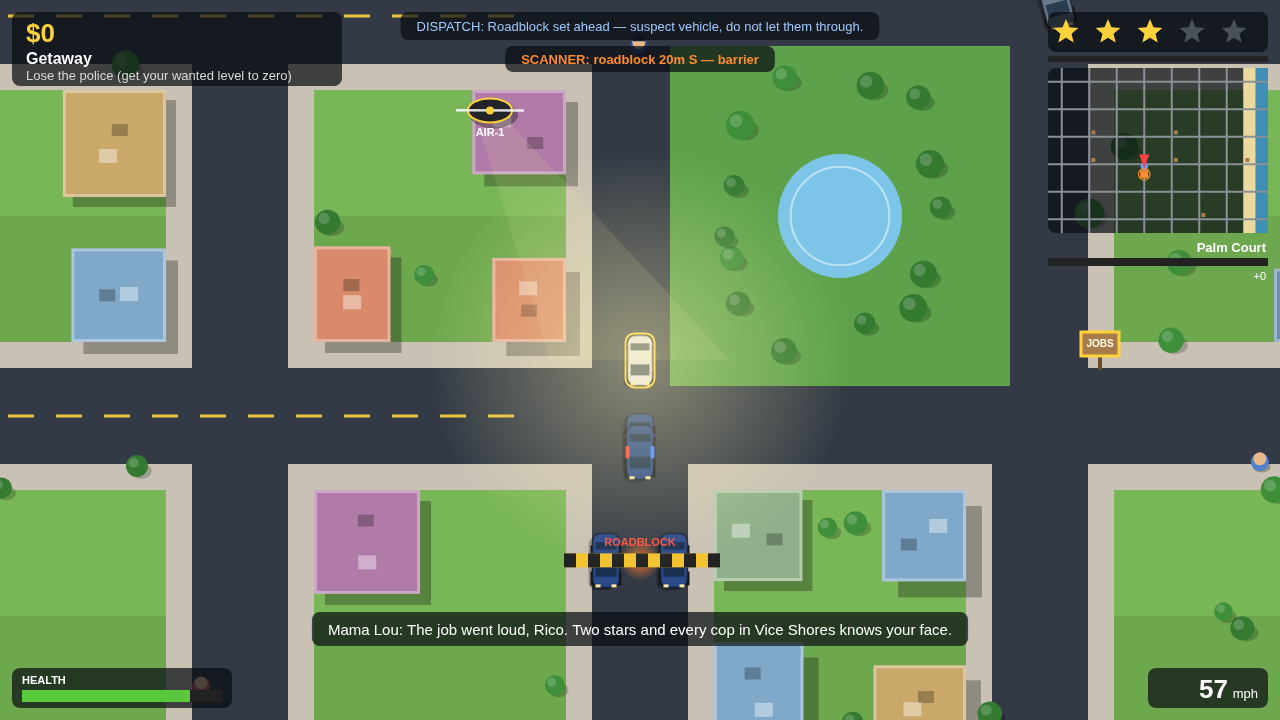 $0
Getaway
Lose the police (get your wanted level to zero)
DISPATCH: Roadblock set ahead — suspect vehicle, do not let them through.
SCANNER: roadblock 20m S — barrier
AIR-1
Palm Court
+0
JOBS
ROADBLOCK
Mama Lou: The job went loud, Rico. Two stars and every cop in Vice Shores knows your face.
HEALTH
57 mph